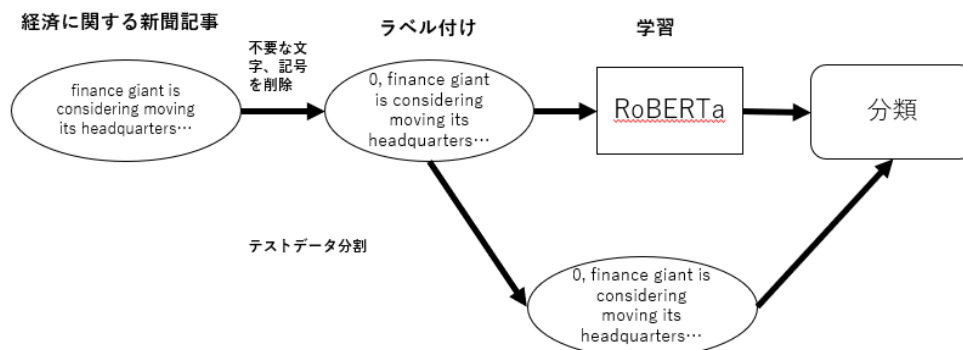 経済に関する新聞記事
ラベル付け
学習
不要な文
字、記号
を削除
finance giant is
considering moving
its headquarters…
0, finance giant
is considering
moving its
headquarters…
RoBERTa
分類
テストデータ分割
0, finance giant is
considering
moving its
headquarters…